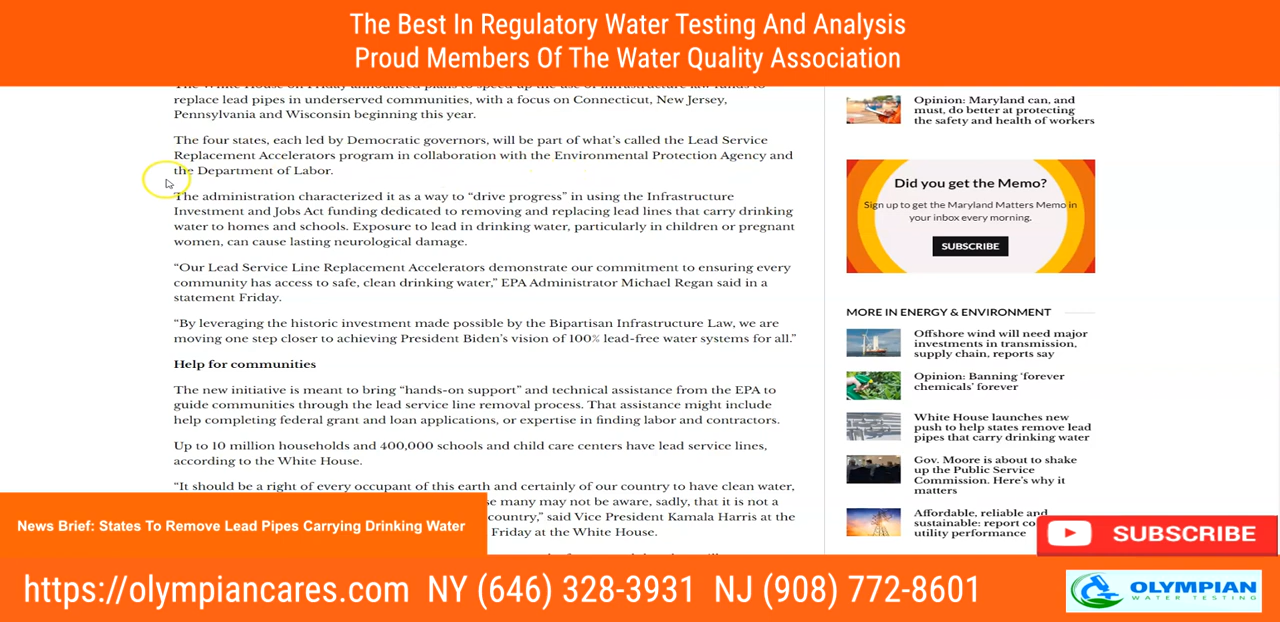 The Best In Regulatory Water Testing And Analysis
Proud Members Of The Water Quality Association
The White House on Friday announced plans to speed up the use of infrastructure law funds to
replace lead pipes in underserved communities, with a focus on Connecticut, New Jersey,
Pennsylvania and Wisconsin beginning this year.
The four states, each led by Democratic governors, will be part of what’s called the Lead Service
Replacement Accelerators program in collaboration with the Environmental Protection Agency and
the Department of Labor.
The administration characterized it as a way to “drive progress” in using the Infrastructure
Investment and Jobs Act funding dedicated to removing and replacing lead lines that carry drinking
water to homes and schools. Exposure to lead in drinking water, particularly in children or pregnant
women, can cause lasting neurological damage.
“Our Lead Service Line Replacement Accelerators demonstrate our commitment to ensuring every
community has access to safe, clean drinking water,” EPA Administrator Michael Regan said in a
statement Friday.
“By leveraging the historic investment made possible by the Bipartisan Infrastructure Law, we are
moving one step closer to achieving President Biden’s vision of 100% lead-free water systems for all.”
Help for communities
The new initiative is meant to bring “hands-on support” and technical assistance from the EPA to
guide communities through the lead service line removal process. That assistance might include
help completing federal grant and loan applications, or expertise in finding labor and contractors.
Up to 10 million households and 400,000 schools and child care centers have lead service lines,
according to the White House.
“It should be a right of every occupant of this earth and certainly of our country to have clean water,
se many may not be aware, sadly, that it is not a
country,” said Vice President Kamala Harris at the
Friday at the White House.
Opinion: Maryland can, and
must, do better at protecting
the safety and health of workers
Did you get the Memo?
Sign up to get the Maryland Matters Memo in
your inbox every morning.
SUBSCRIBE
MORE IN ENERGY & ENVIRONMENT
Offshore wind will need major
investments in transmission,
supply chain, reports say
Opinion: Banning ‘forever
chemicals’ forever
White House launches new
push to help states remove lead
pipes that carry drinking water
Gov. Moore is about to shake
up the Public Service
Commission. Here’s why it
matters
Affordable, reliable and
sustainable: report co
utility performance
SUBSCRIBE
News Brief: States To Remove Lead Pipes Carrying Drinking Water
https://olympiancares.com NY (646) 328-3931 NJ (908) 772-8601
OLYMPIAN
WATER TESTING